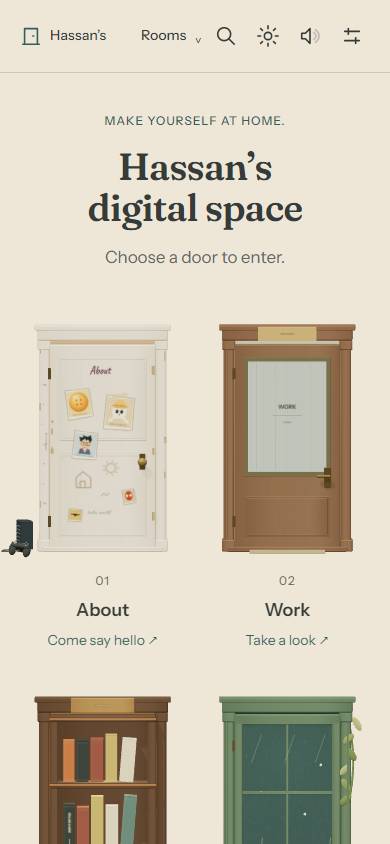 Hassan’s
Rooms
MAKE YOURSELF AT HOME.
Hassan’s
digital space
Choose a door to enter.
About
WORK
01
About
Come say hello ↗
02
Work
Take a look ↗